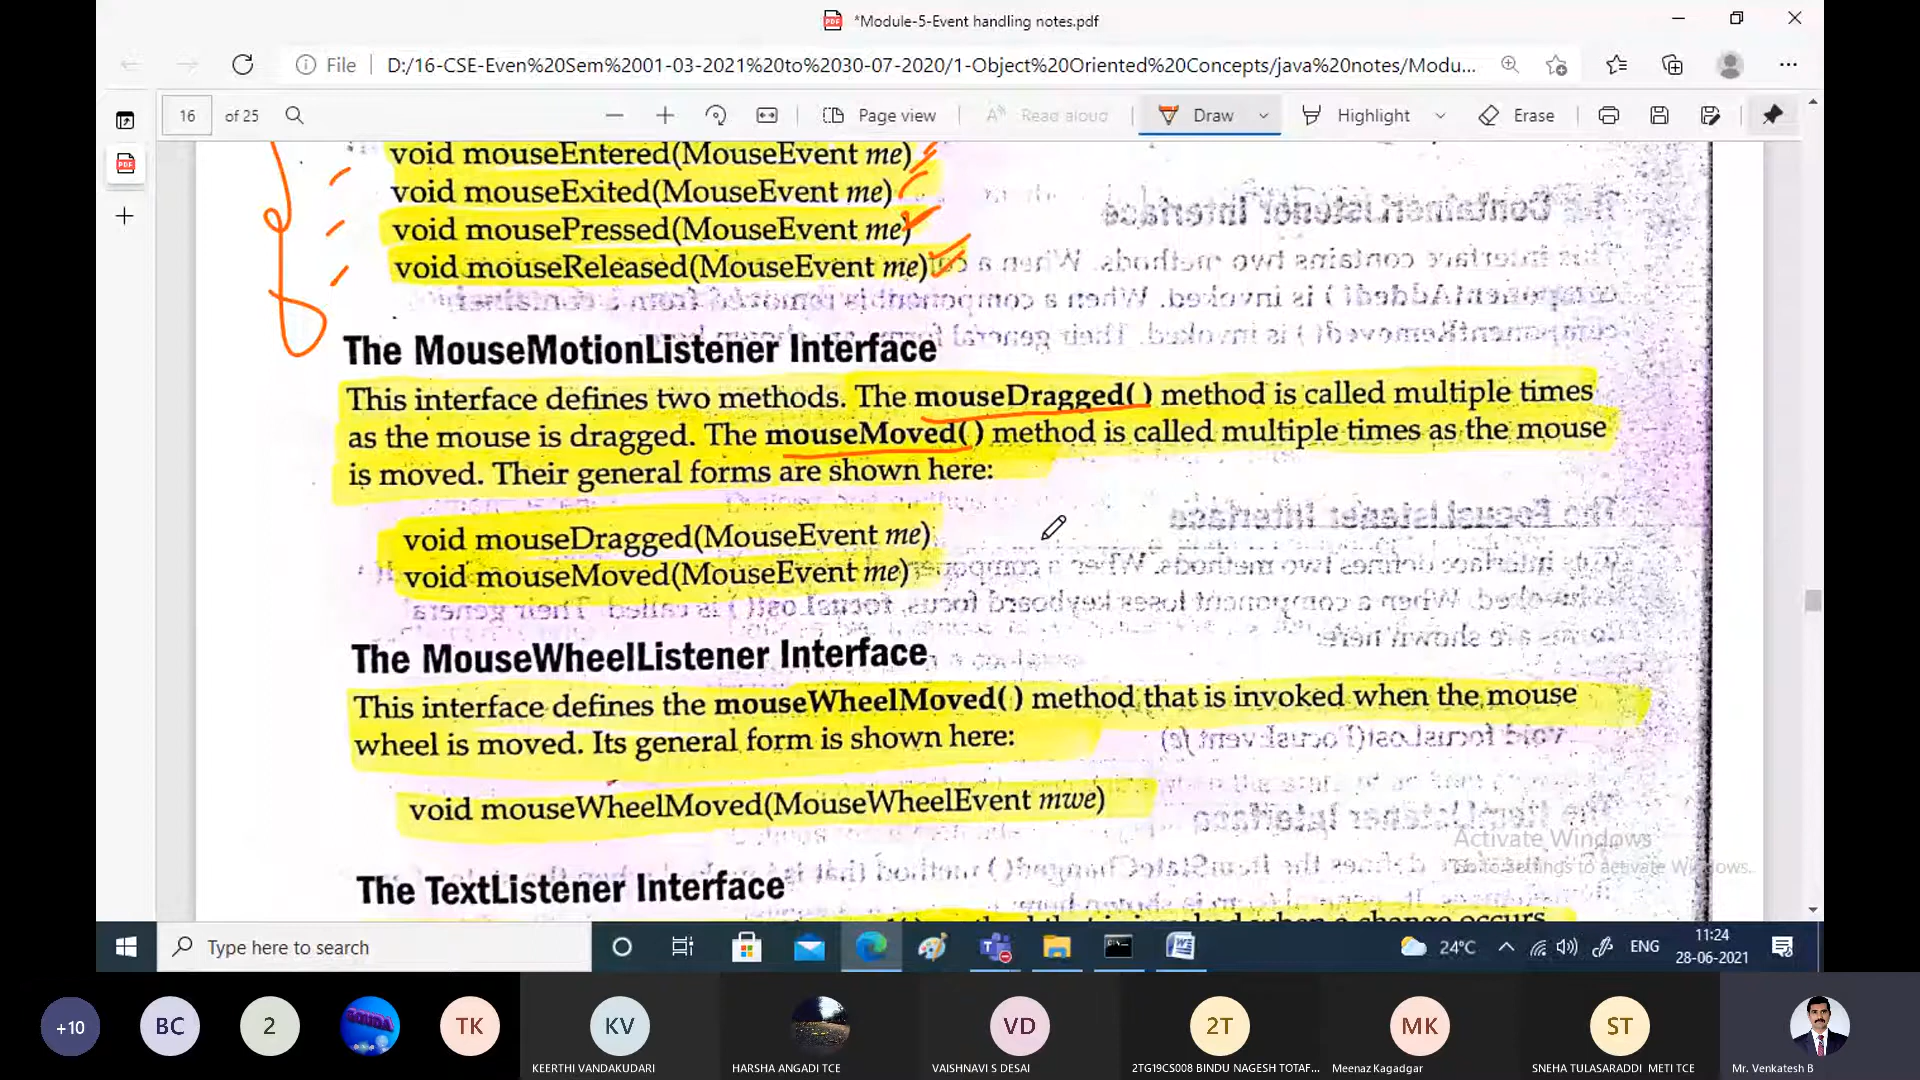 *Module-5-Event handling notes.pdf
File D:/16-CSE-Even%20Sem%2001-03-2021%20to%2030-07-2020/1-Object%20Oriented%20Concepts/java%20notes/Modu...
16 of 25 Page view Read aloud Draw Highlight Erase
void mouseEntered(MouseEvent me)
void mouseExited(MouseEvent me)
void mousePressed(MouseEvent me)
void mouseReleased(MouseEvent me)
The MouseMotionListener Interface
This interface defines two methods. The mouseDragged( ) method is called multiple times
as the mouse is dragged. The mouseMoved( ) method is called multiple times as the mouse
is moved. Their general forms are shown here:
void mouseDragged(MouseEvent me)
void mouseMoved(MouseEvent me)
The MouseWheelListener Interface
This interface defines the mouseWheelMoved( ) method that is invoked when the mouse
wheel is moved. Its general form is shown here:
void mouseWheelMoved(MouseWheelEvent mwe)
Activate Windows
Go to Settings to activate Windows.
The TextListener Interface
Type here to search
24°C ENG 11:24
28-06-2021
+10 BC 2 GOUDA TK KV VD 2T MK ST
KEERTHI VANDAKUDARI HARSHA ANGADI TCE VAISHNAVI S DESAI 2TG19CS008 BINDU NAGESH TOTAF... Meenaz Kagadgar SNEHA TULASARADDI METI TCE Mr. Venkatesh B